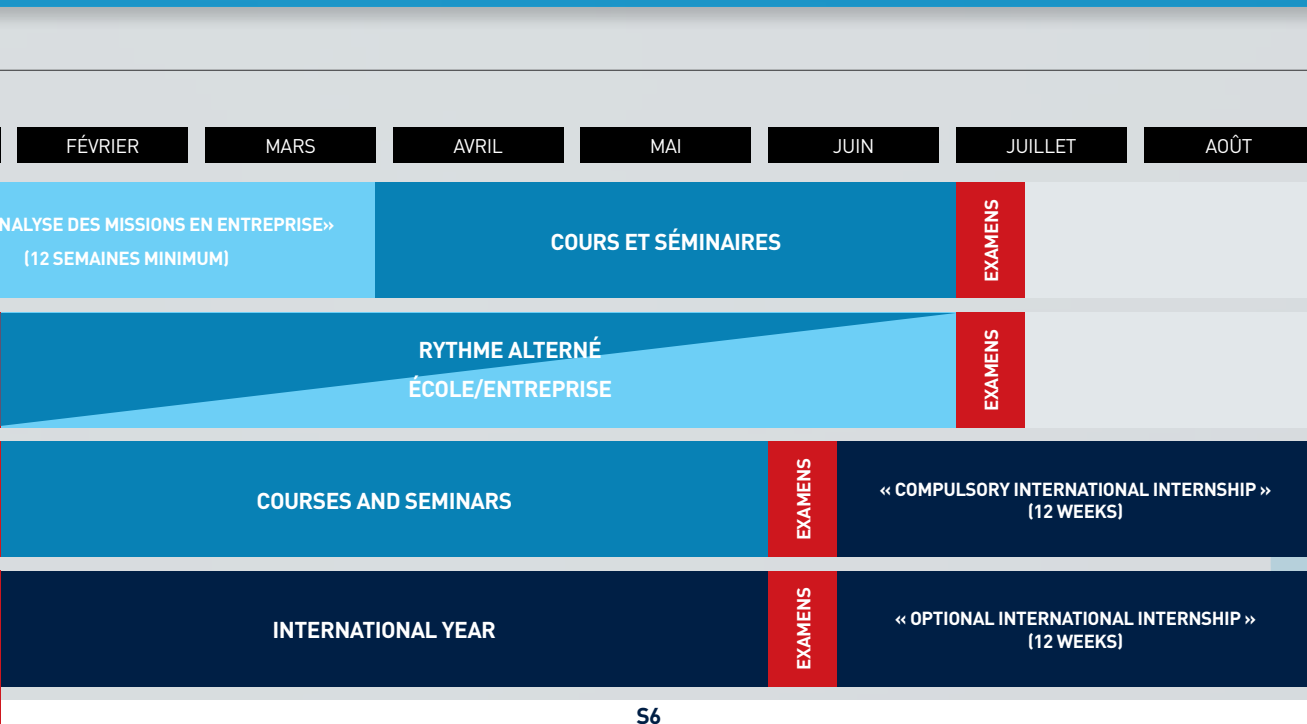 FÉVRIER MARS AVRIL MAI JUIN JUILLET AOÛT
NALYSE DES MISSIONS EN ENTREPRISE»
(12 SEMAINES MINIMUM)
COURS ET SÉMINAIRES
EXAMENS
RYTHME ALTERNÉ
ÉCOLE/ENTREPRISE
EXAMENS
COURSES AND SEMINARS
EXAMENS
« COMPULSORY INTERNATIONAL INTERNSHIP »
(12 WEEKS)
INTERNATIONAL YEAR
EXAMENS
« OPTIONAL INTERNATIONAL INTERNSHIP »
(12 WEEKS)
S6